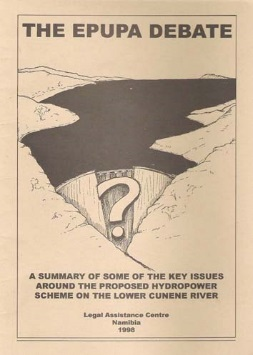 THE EPUPA DEBATE
?
A SUMMARY OF SOME OF THE KEY ISSUES
AROUND THE PROPOSED HYDROPOWER
SCHEME ON THE LOWER CUNENE RIVER
Legal Assistance Centre
Namibia
1998